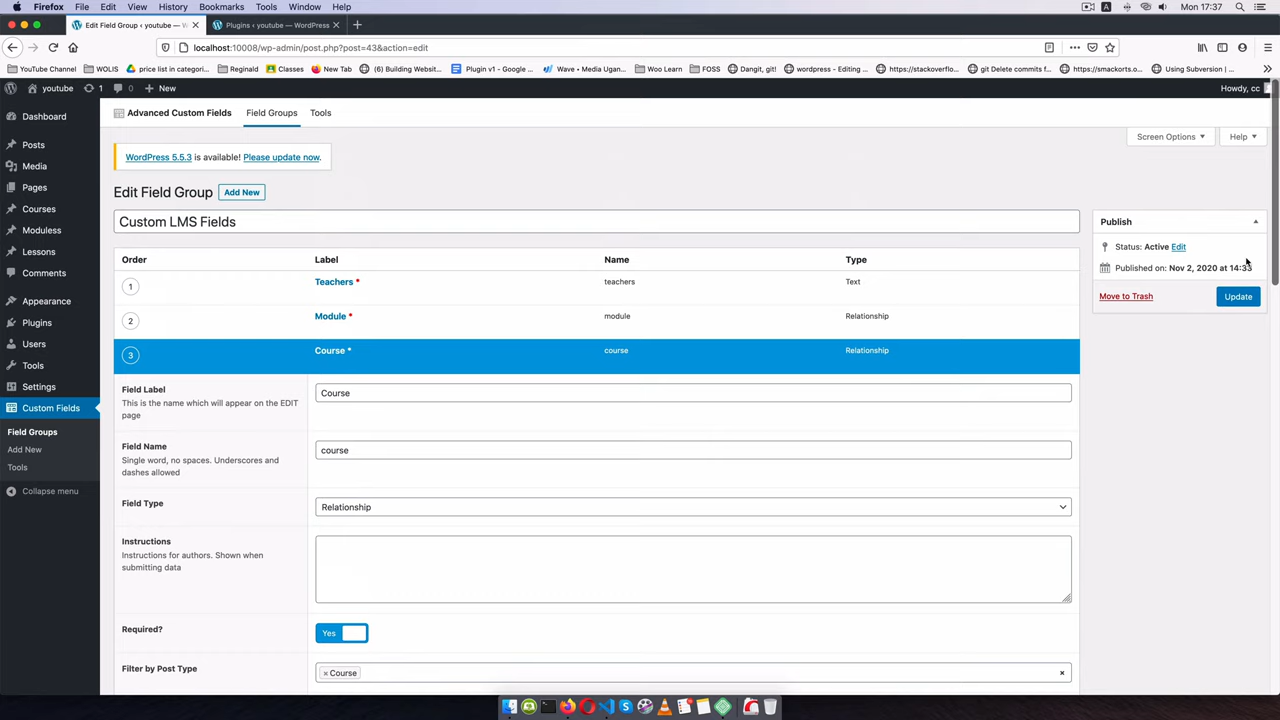 Firefox File Edit View History Bookmarks Tools Window Help Mon 17:37
Edit Field Group ‹ youtube — W Plugins ‹ youtube — WordPress
localhost:10008/wp-admin/post.php?post=43&action=edit
YouTube Channel WOLIS price list in categori... Reginald Classes New Tab (6) Building Websit... Plugin v1 - Google ... Wave • Media Ugan... Woo Learn FOSS Dangit, git! wordpress - Editing ... https://stackoverflo... git Delete commits f... https://smackorts.o... Using Subversion |...
youtube 1 New Howdy, cc
Dashboard
Posts
Media
Pages
Courses
Moduless
Lessons
Comments
Appearance
Plugins
Users
Tools
Settings
Custom Fields
Field Groups
Add New
Tools
Collapse menu
Advanced Custom Fields Field Groups Tools
Screen Options Help
WordPress 5.5.3 is available! Please update now.
Edit Field Group Add New
Custom LMS Fields
Order Label Name Type
1 Teachers * teachers Text
2 Module * module Relationship
3 Course * course Relationship
Field Label
This is the name which will appear on the EDIT
page
Course
Field Name
Single word, no spaces. Underscores and
dashes allowed
course
Field Type
Relationship
Instructions
Instructions for authors. Shown when
submitting data
Required?
Yes
Filter by Post Type
× Course ×
Publish
Status: Active Edit
Published on: Nov 2, 2020 at 14:33
Move to Trash Update